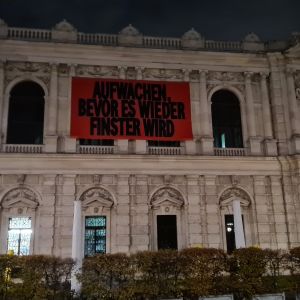 AUFWACHEN,
BEVOR ES WIEDER
FINSTER WIRD